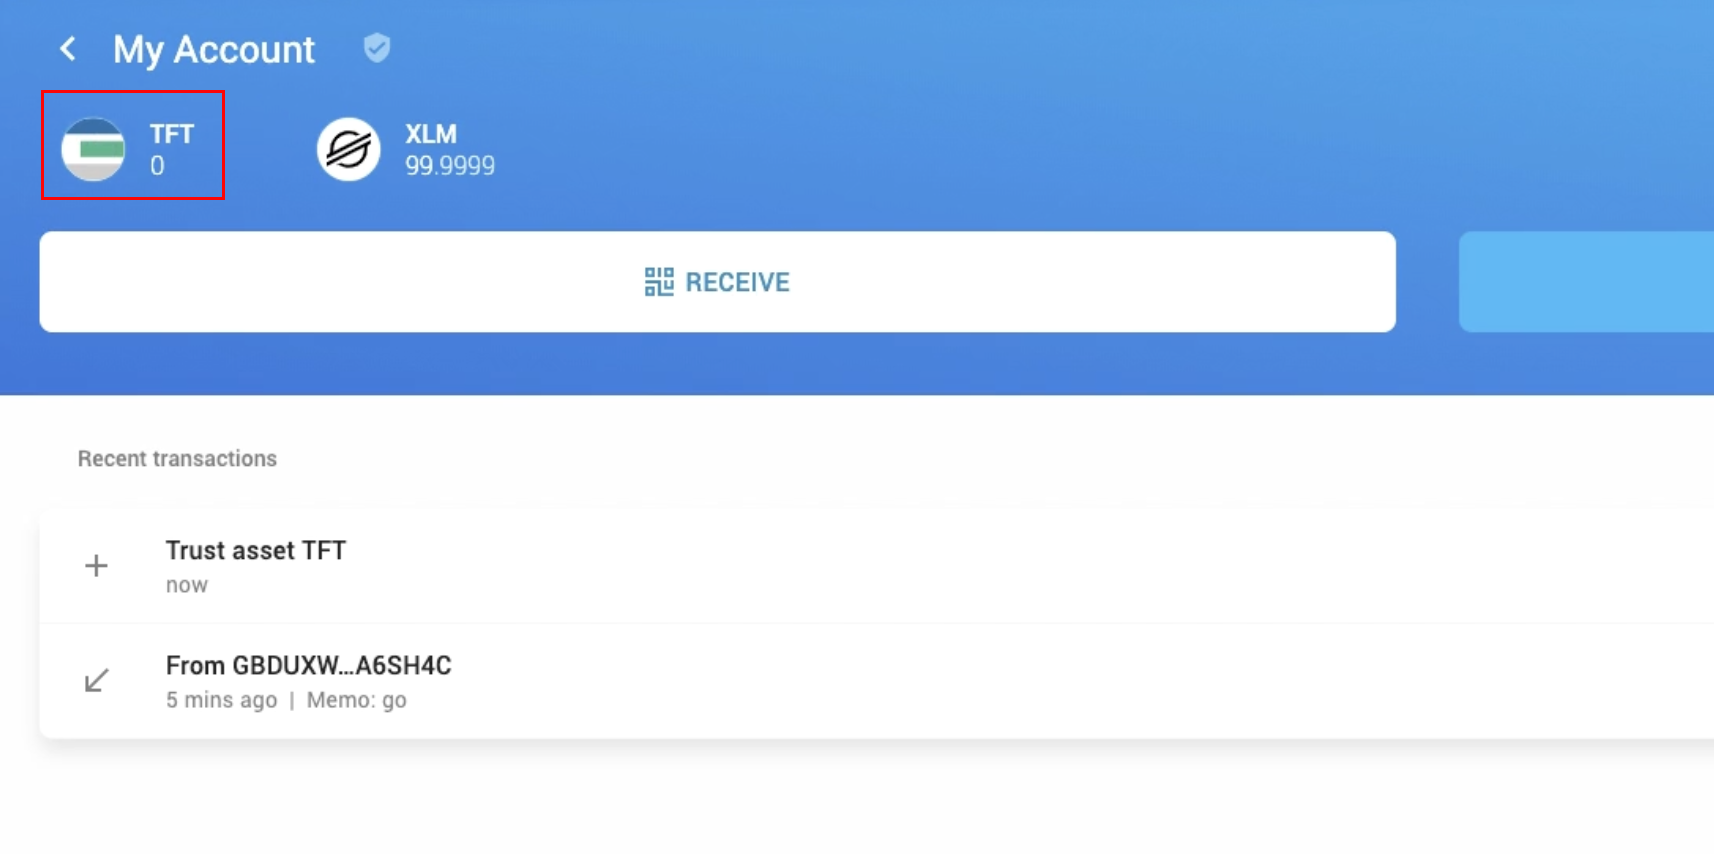 My Account
TFT
0
XLM
99.9999
RECEIVE
Recent transactions
Trust asset TFT
now
From GBDUXW...A6SH4C
5 mins ago | Memo: go